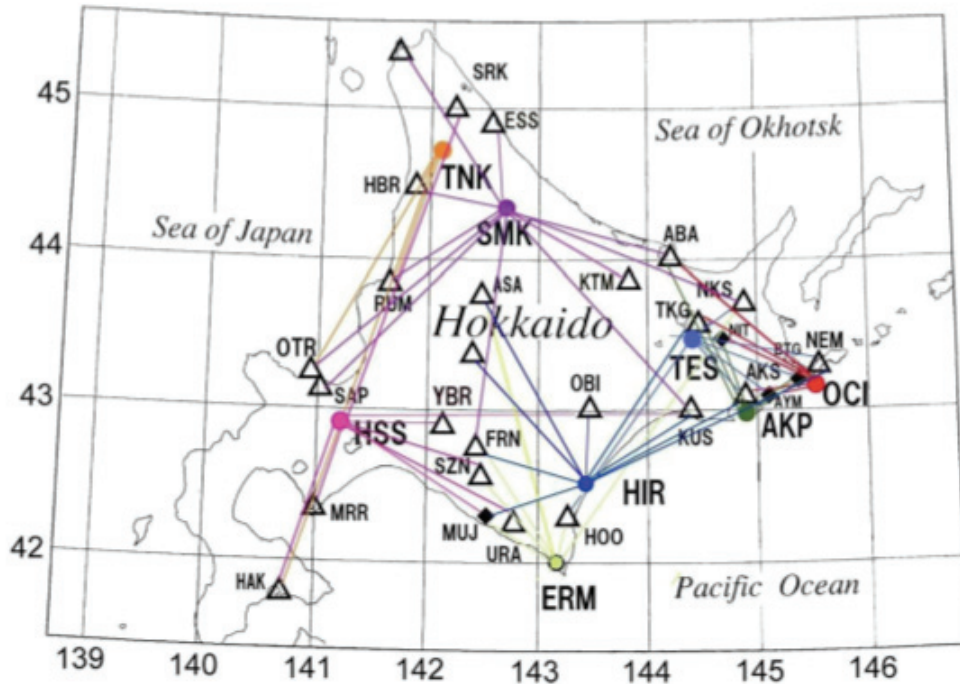 SRK
45
ESS
Sea of Okhotsk
HBR
TNK
Sea of Japan
SMK
44
ABA
RUM
ASA
KTM
NKS
Hokkaido
TKG
NIT
OTR
TES
BTG
NEM
SAP
OBI
AKS
OCI
43
YBR
AYM
HSS
FRN
KUS
AKP
SZN
HIR
MRR
MUJ
URA
HOO
42
HAK
ERM
Pacific Ocean
139
140
141
142
143
144
145
146